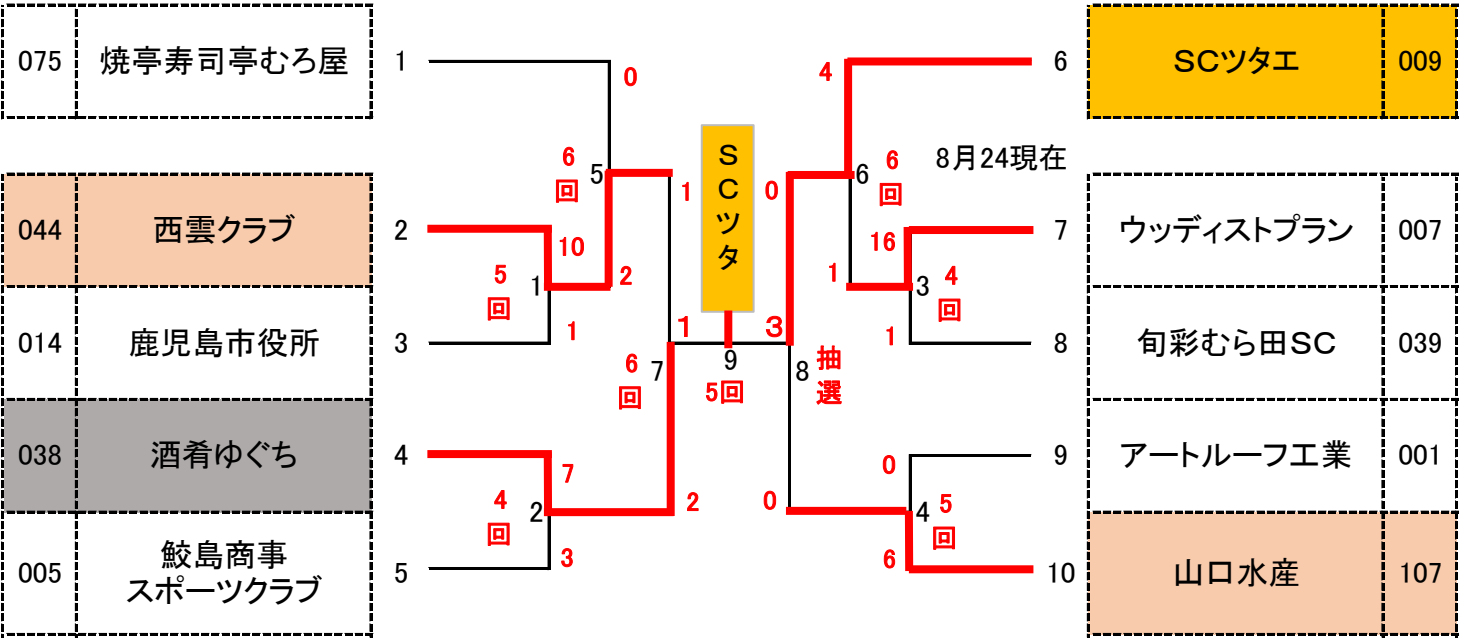 075 焼亭寿司亭むろ屋 1
044 西雲クラブ 2
014 鹿児島市役所 3
038 酒肴ゆぐち 4
005 鮫島商事
スポーツクラブ 5
0
6
回
5
10
5
回
1
2
1
1
1
6
回
7
7
4
回
2
2
3
SCツタ
3
9
5回
4
8月24現在
0
6
6
回
16
1
3
4
回
1
8
抽
選
0
0
4
5
回
6
6 SCツタエ 009
7 ウッディストプラン 007
8 旬彩むら田SC 039
9 アートルーフ工業 001
10 山口水産 107